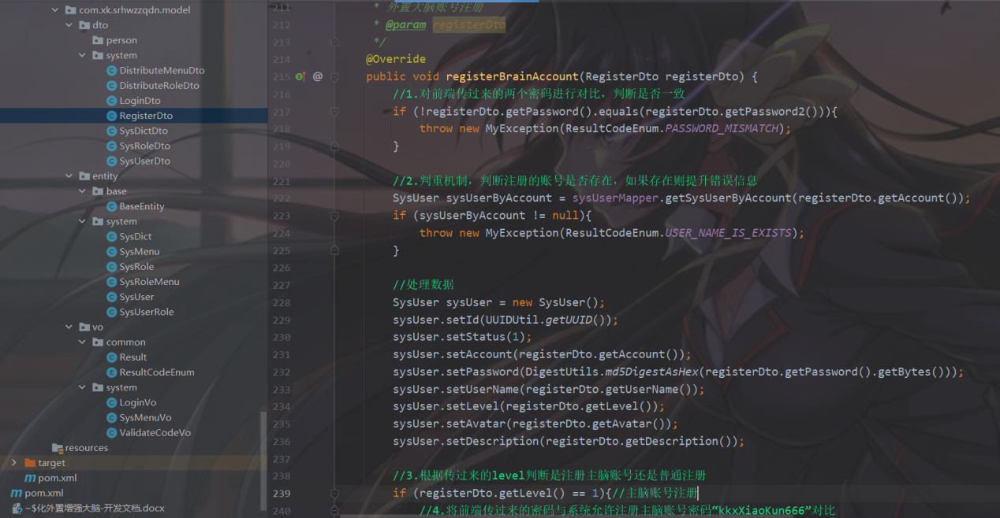 com.xk.srhwzzqdn.model
dto
person
system
DistributeMenuDto
DistributeRoleDto
LoginDto
RegisterDto
SysDictDto
SysRoleDto
SysUserDto
entity
base
BaseEntity
system
SysDict
SysMenu
SysRole
SysRoleMenu
SysUser
SysUserRole
vo
common
Result
ResultCodeEnum
system
LoginVo
SysMenuVo
ValidateCodeVo
resources
target
pom.xml
pom.xml
~$化外置增强大脑-开发文档.docx
211 * 外置大脑账号注册
212 * @param registerDto
213 */
214 @Override
215 @ public void registerBrainAccount(RegisterDto registerDto) {
216 //1.对前端传过来的两个密码进行对比，判断是否一致
217 if (!registerDto.getPassword().equals(registerDto.getPassword2())){
218 throw new MyException(ResultCodeEnum.PASSWORD_MISMATCH);
219 }
220
221 //2.判重机制，判断注册的账号是否存在，如果存在则提升错误信息
222 SysUser sysUserByAccount = sysUserMapper.getSysUserByAccount(registerDto.getAccount());
223 if (sysUserByAccount != null){
224 throw new MyException(ResultCodeEnum.USER_NAME_IS_EXISTS);
225 }
226
227 //处理数据
228 SysUser sysUser = new SysUser();
229 sysUser.setId(UUIDUtil.getUUID());
230 sysUser.setStatus(1);
231 sysUser.setAccount(registerDto.getAccount());
232 sysUser.setPassword(DigestUtils.md5DigestAsHex(registerDto.getPassword().getBytes()));
233 sysUser.setUserName(registerDto.getUserName());
234 sysUser.setLevel(registerDto.getLevel());
235 sysUser.setAvatar(registerDto.getAvatar());
236 sysUser.setDescription(registerDto.getDescription());
237
238 //3.根据传过来的level判断是注册主脑账号还是普通注册
239 if (registerDto.getLevel() == 1){//主脑账号注册
240 //4.将前端传过来的密码与系统允许注册主脑账号密码“kkxXiaoKun666”对比